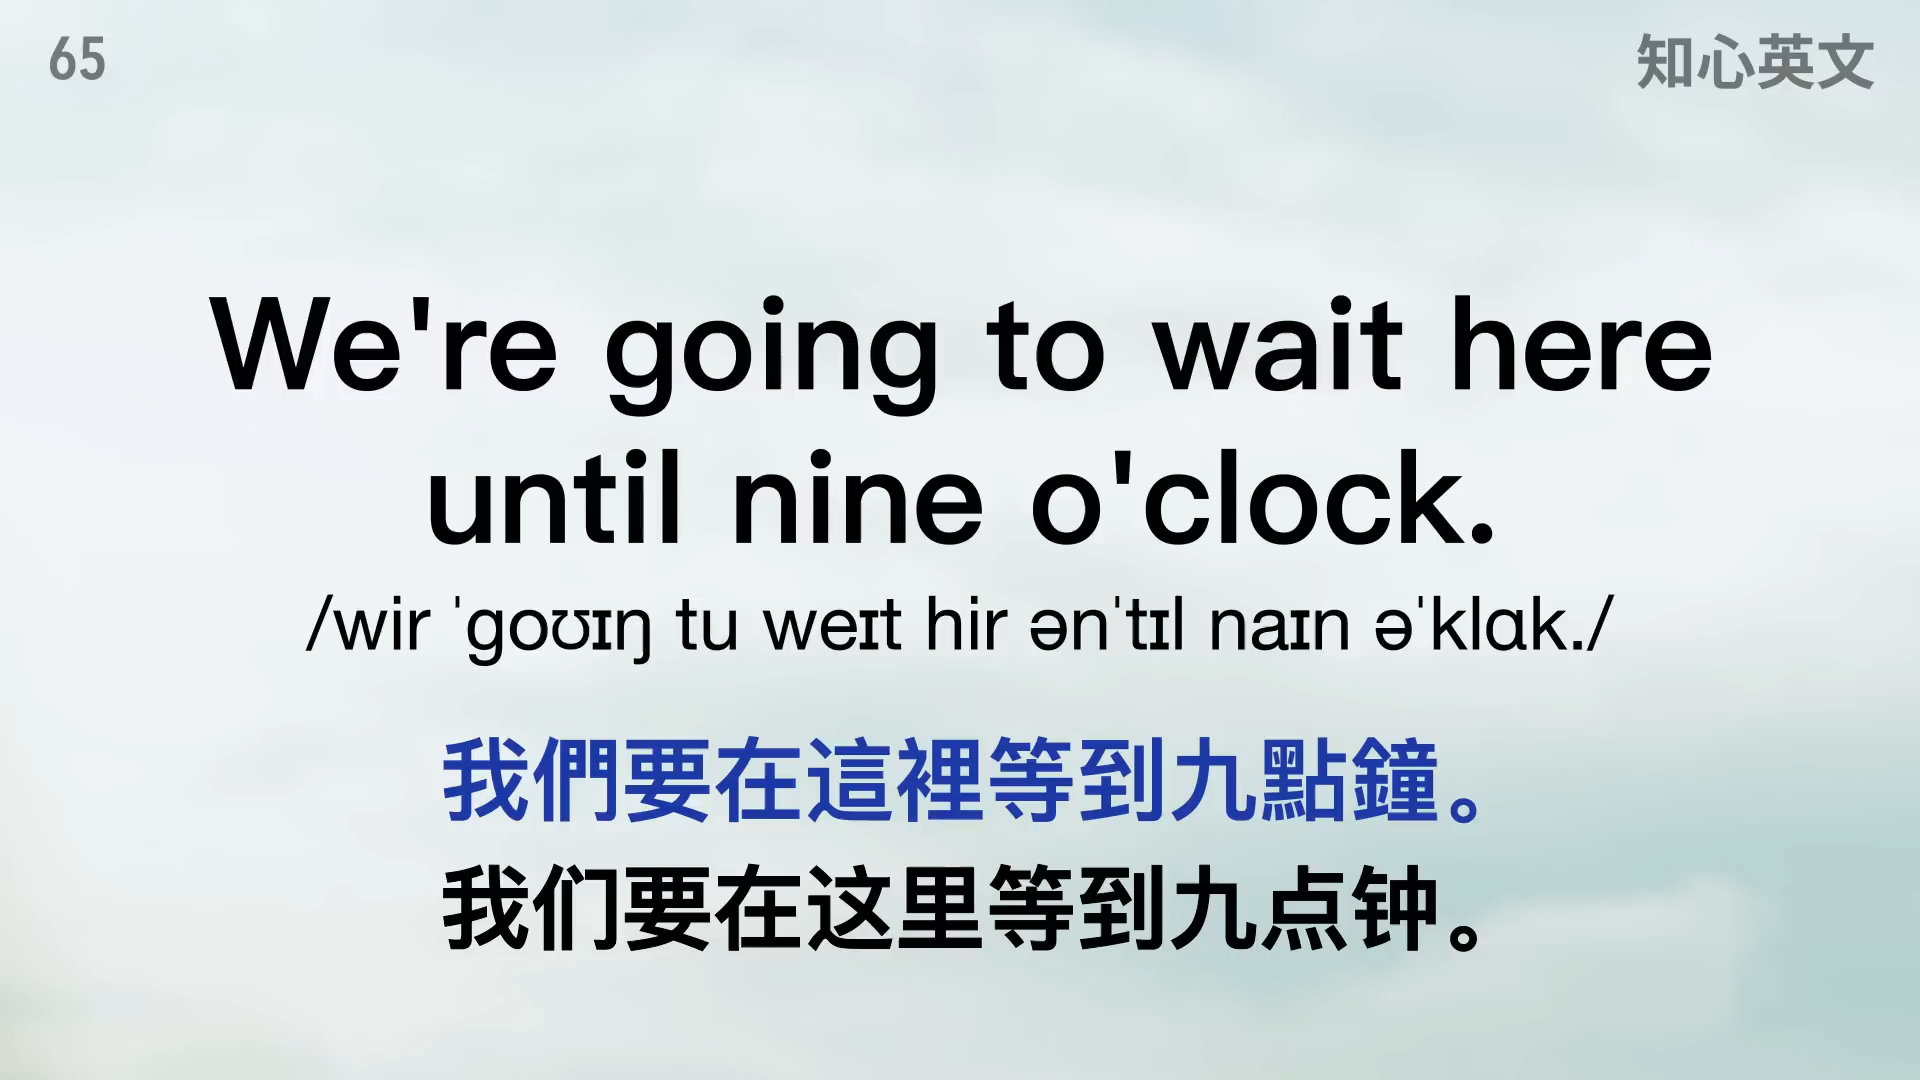 65
知心英文
We're going to wait here
until nine o'clock.
/wir ˈgoʊɪŋ tu weɪt hir ənˈtɪl naɪn əˈklɑk./
我們要在這裡等到九點鐘。
我们要在这里等到九点钟。